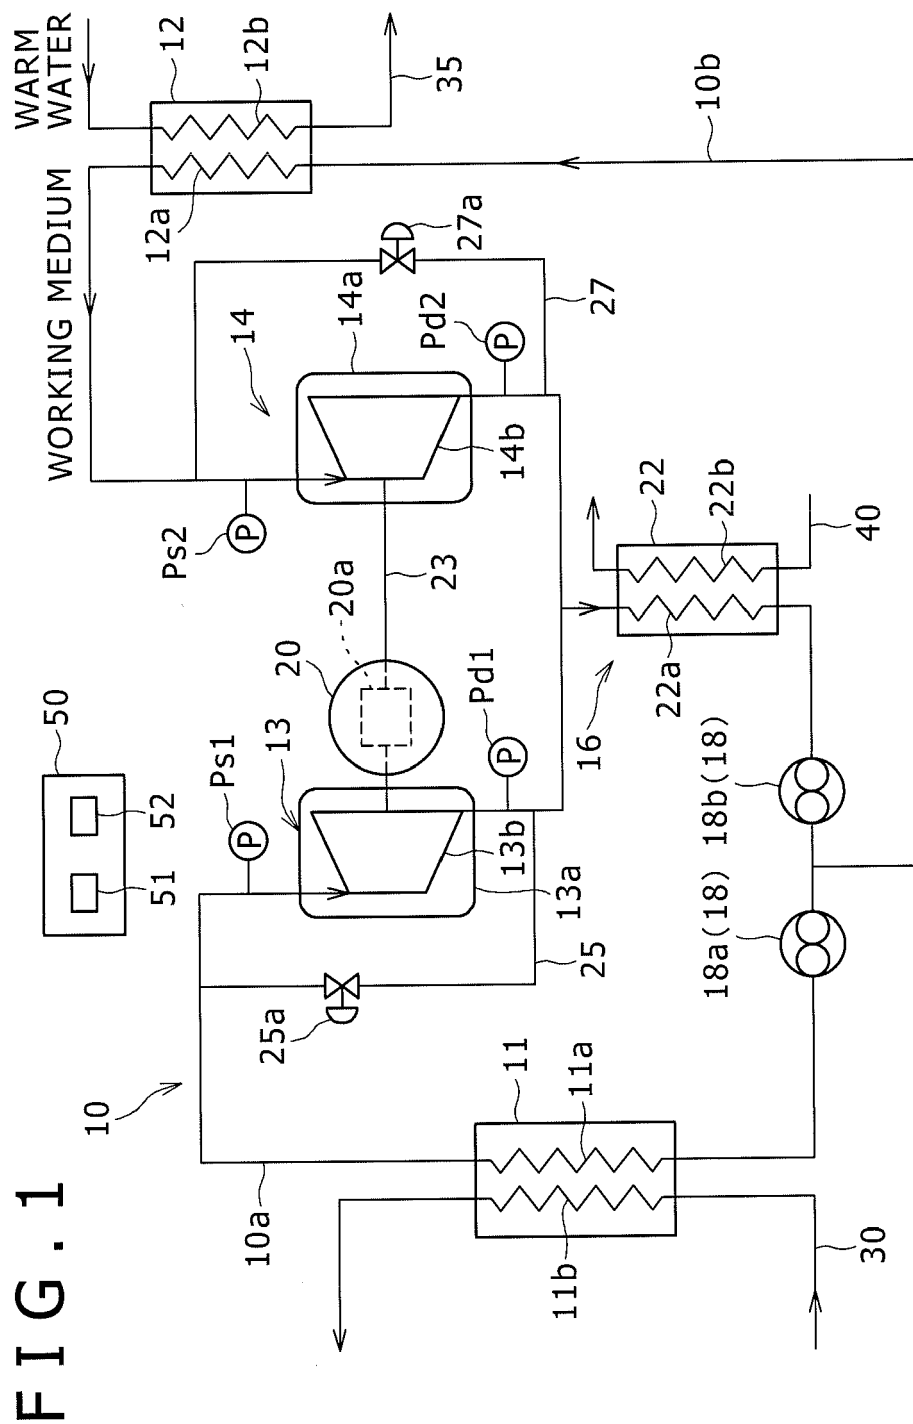 FIG. 1
10
10a
25a
25
50
51
52
Ps1
13
13a
13b
20
20a
Pd1
23
Ps2
14
14a
14b
Pd2
27
27a
WORKING MEDIUM
WARM
WATER
12
12a
12b
35
10b
11
11a
11b
30
18a(18)
18b(18)
16
22
22a
22b
40
P
P
P
P